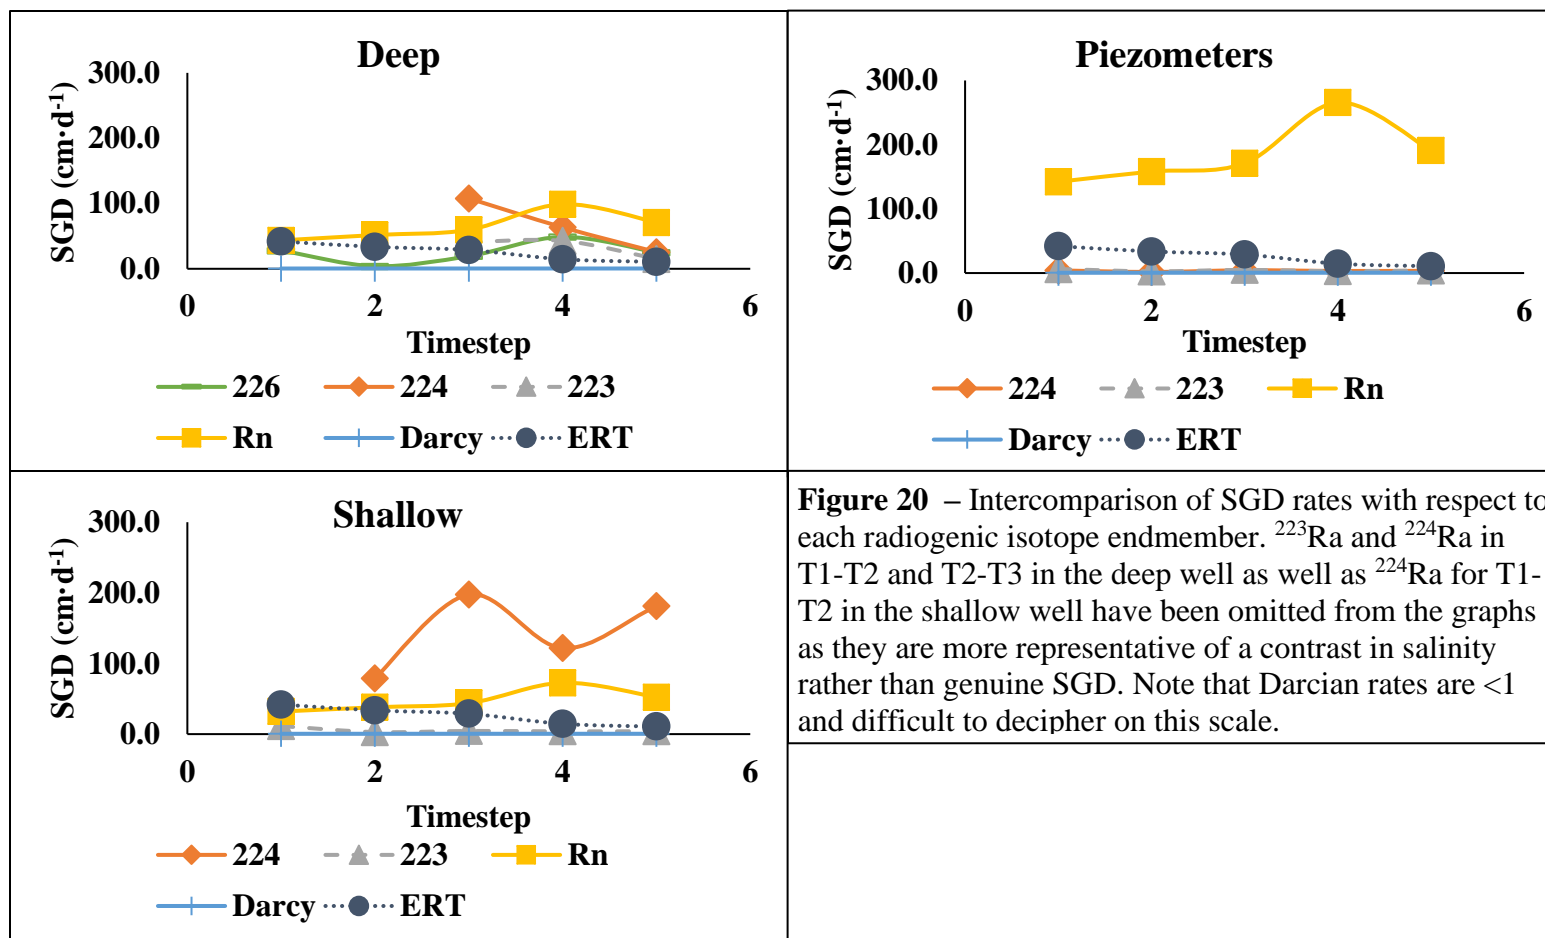 Deep
300.0
200.0
100.0
0.0
SGD (cm·d⁻¹)
0 2 4 6
Timestep
226 224 223
Rn Darcy ERT
Piezometers
300.0
200.0
100.0
0.0
SGD (cm·d⁻¹)
0 2 4 6
Timestep
224 223 Rn
Darcy ERT
Shallow
300.0
200.0
100.0
0.0
SGD (cm·d⁻¹)
0 2 4 6
Timestep
224 223 Rn
Darcy ERT
Figure 20 – Intercomparison of SGD rates with respect to
each radiogenic isotope endmember. ²²³Ra and ²²⁴Ra in
T1-T2 and T2-T3 in the deep well as well as ²²⁴Ra for T1-
T2 in the shallow well have been omitted from the graphs
as they are more representative of a contrast in salinity
rather than genuine SGD. Note that Darcian rates are <1
and difficult to decipher on this scale.